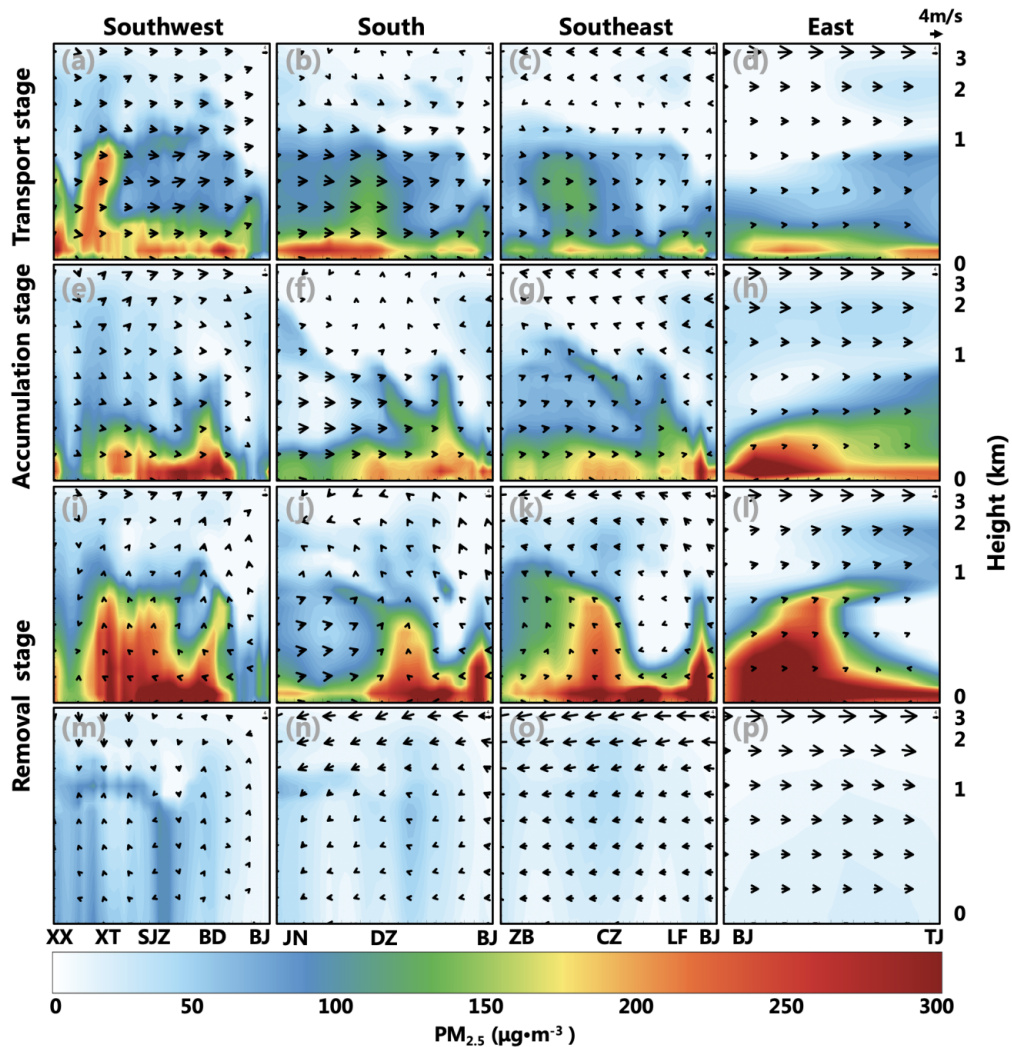 4m/s
Southwest South Southeast East
Transport stage
(a) (b) (c) (d)
3
2
1
0
Accumulation stage
(e) (f) (g) (h)
3
2
1
0
Height (km)
Removal stage
(i) (j) (k) (l)
3
2
1
0
(m) (n) (o) (p)
3
2
1
0
XX XT SJZ BD BJ JN DZ BJ ZB CZ LF BJ BJ TJ
0 50 100 150 200 250 300
PM₂.₅ (µg•m⁻³ )